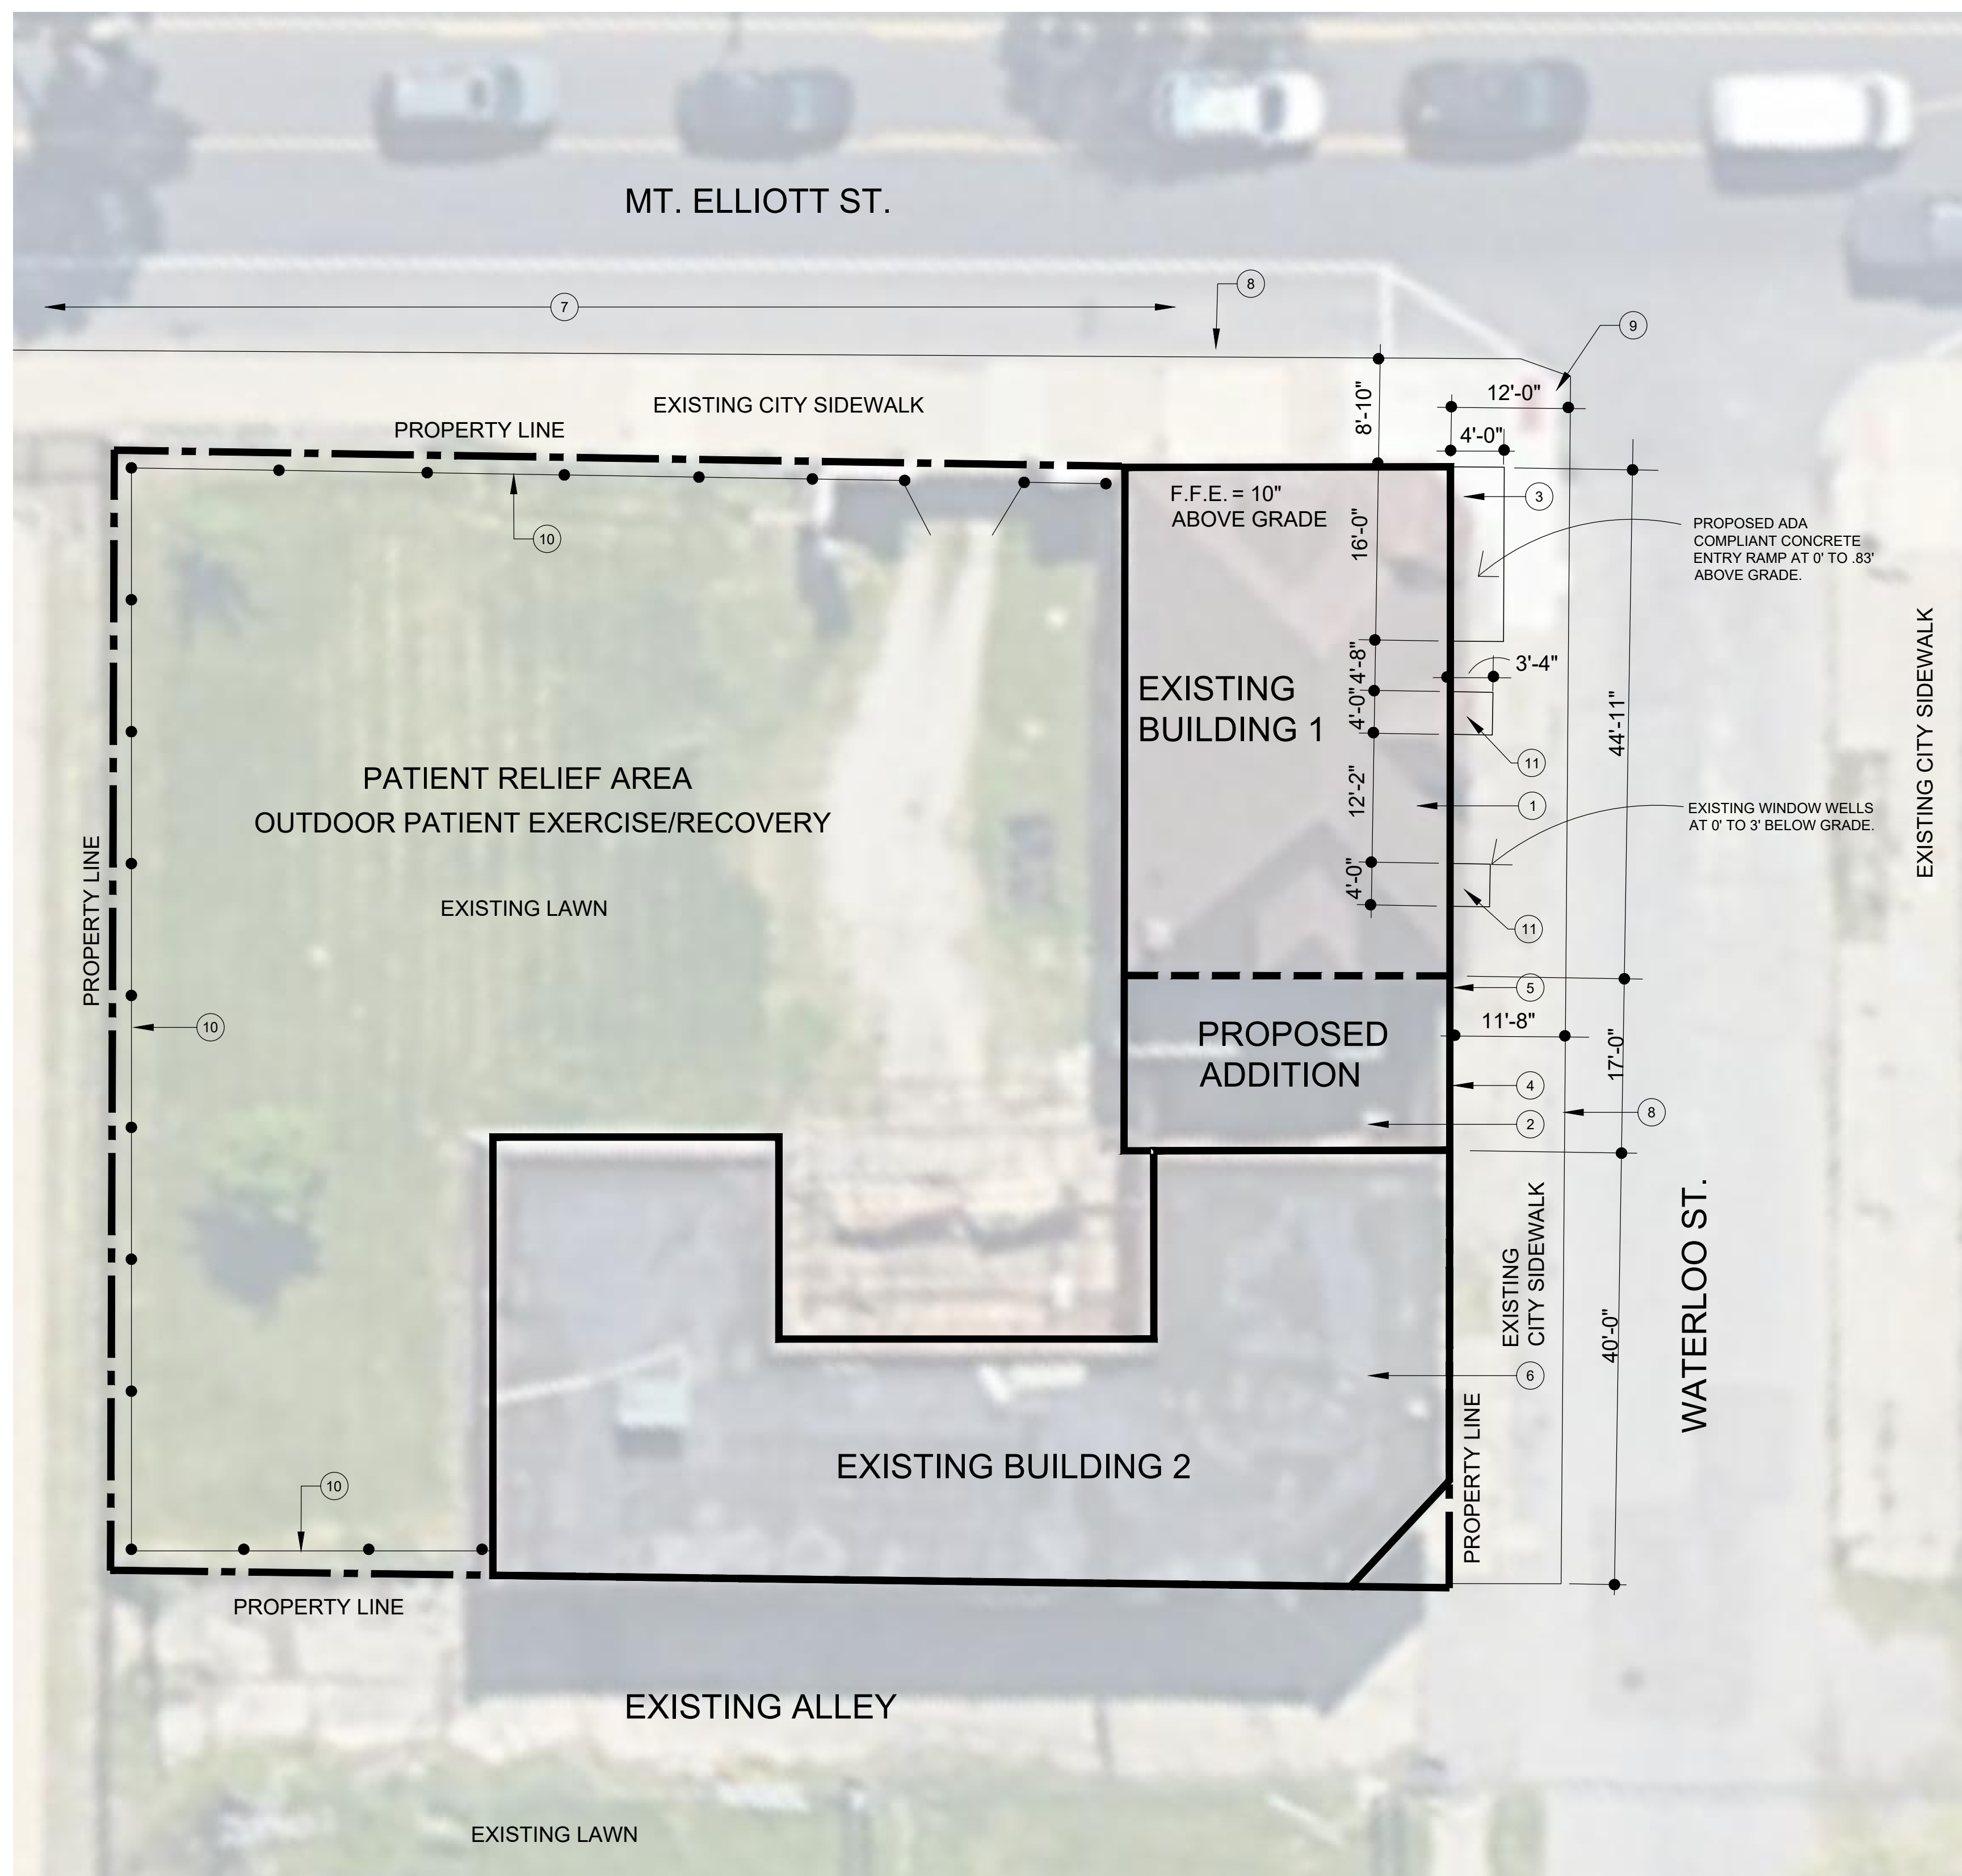 MT. ELLIOTT ST.
7
8
9
EXISTING CITY SIDEWALK
PROPERTY LINE
8'-10"
12'-0"
4'-0"
F.F.E. = 10"
ABOVE GRADE
3
10
16'-0"
PROPOSED ADA
COMPLIANT CONCRETE
ENTRY RAMP AT 0' TO .83'
ABOVE GRADE.
EXISTING CITY SIDEWALK
4'-8"
3'-4"
EXISTING
BUILDING 1
4'-0"
44'-11"
11
PATIENT RELIEF AREA
OUTDOOR PATIENT EXERCISE/RECOVERY
12'-2"
1
EXISTING WINDOW WELLS
AT 0' TO 3' BELOW GRADE.
PROPERTY LINE
4'-0"
EXISTING LAWN
11
5
10
PROPOSED
ADDITION
11'-8"
17'-0"
4
8
2
EXISTING
CITY SIDEWALK
WATERLOO ST.
40'-0"
6
EXISTING BUILDING 2
PROPERTY LINE
10
PROPERTY LINE
EXISTING ALLEY
EXISTING LAWN